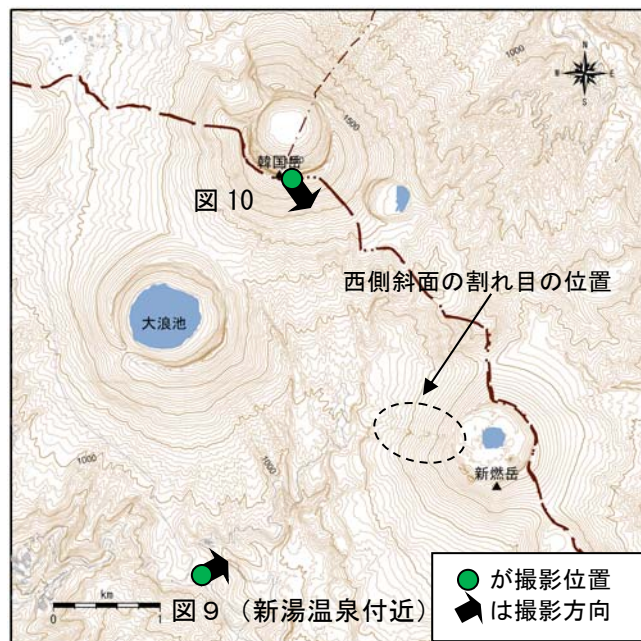 1000
N
W E
S
1500
韓国岳
図 10
西側斜面の割れ目の位置
大浪池
1000
新燃岳
1000
km
0 1
図9（新湯温泉付近）
が撮影位置
は撮影方向